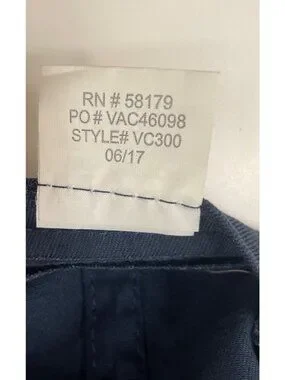 RN # 58179
PO # VAC46098
STYLE# VC300
06/17